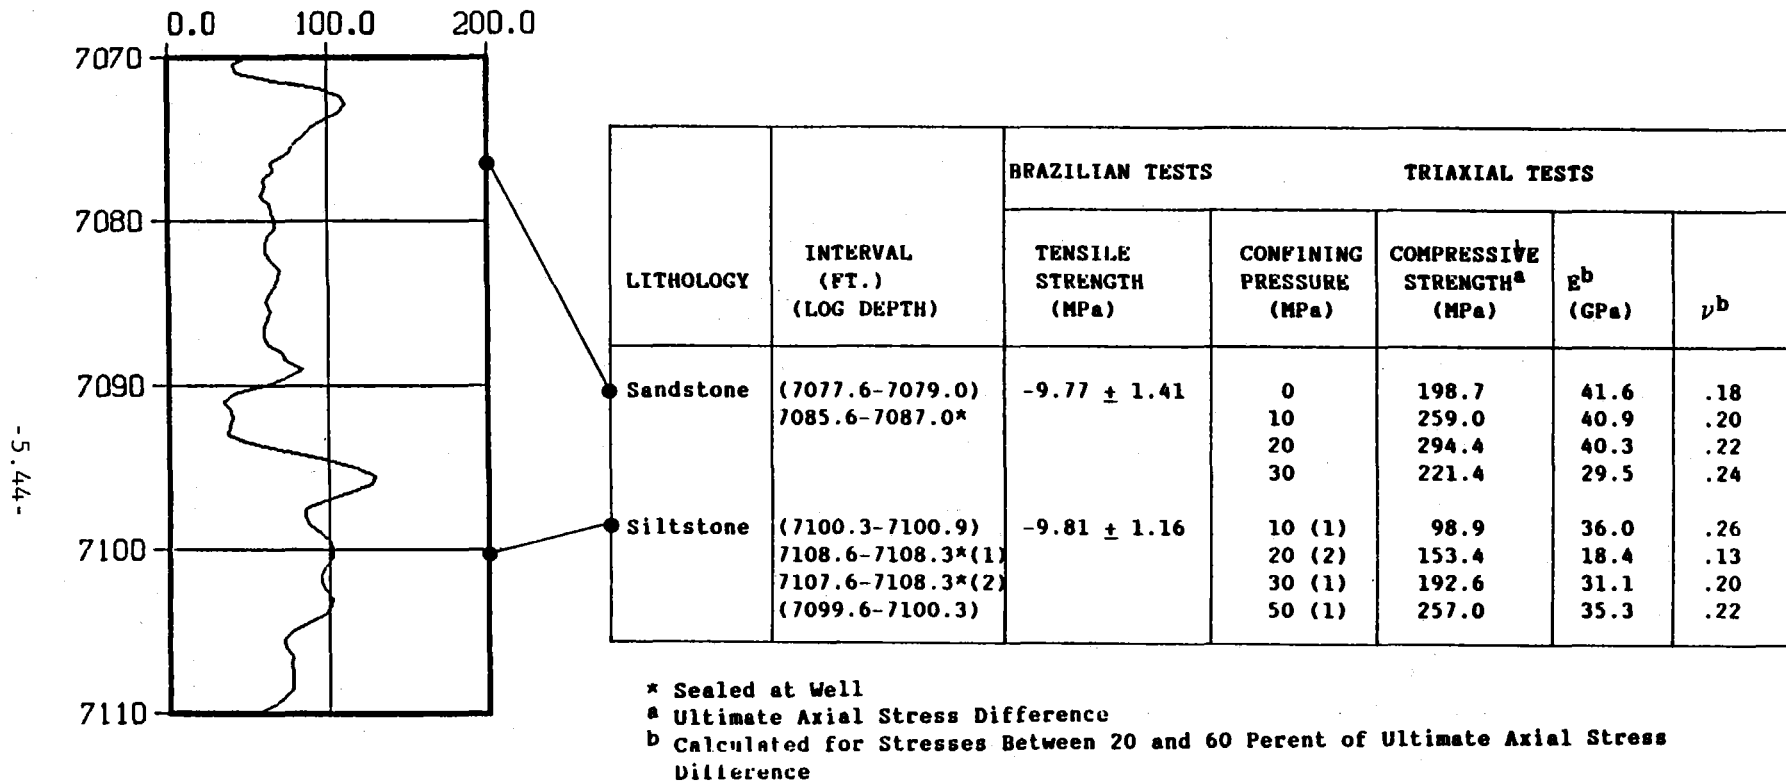 0.0 100.0 200.0
7070
7080
7090
7100
7110
-5.44-
BRAZILIAN TESTS TRIAXIAL TESTS
LITHOLOGY
INTERVAL
(FT.)
(LOG DEPTH)
TENSILE
STRENGTH
(MPa)
CONFINING
PRESSURE
(MPa)
COMPRESSIVE
STRENGTHa
(MPa)
Eb
(GPa)
νb
Sandstone (7077.6-7079.0) -9.77 ± 1.41 0 198.7 41.6 .18
7085.6-7087.0* 10 259.0 40.9 .20
20 294.4 40.3 .22
30 221.4 29.5 .24
Siltstone (7100.3-7100.9) -9.81 ± 1.16 10 (1) 98.9 36.0 .26
7108.6-7108.3*(1) 20 (2) 153.4 18.4 .13
7107.6-7108.3*(2) 30 (1) 192.6 31.1 .20
(7099.6-7100.3) 50 (1) 257.0 35.3 .22
* Sealed at Well
a Ultimate Axial Stress Difference
b Calculated for Stresses Between 20 and 60 Perent of Ultimate Axial Stress
Difference